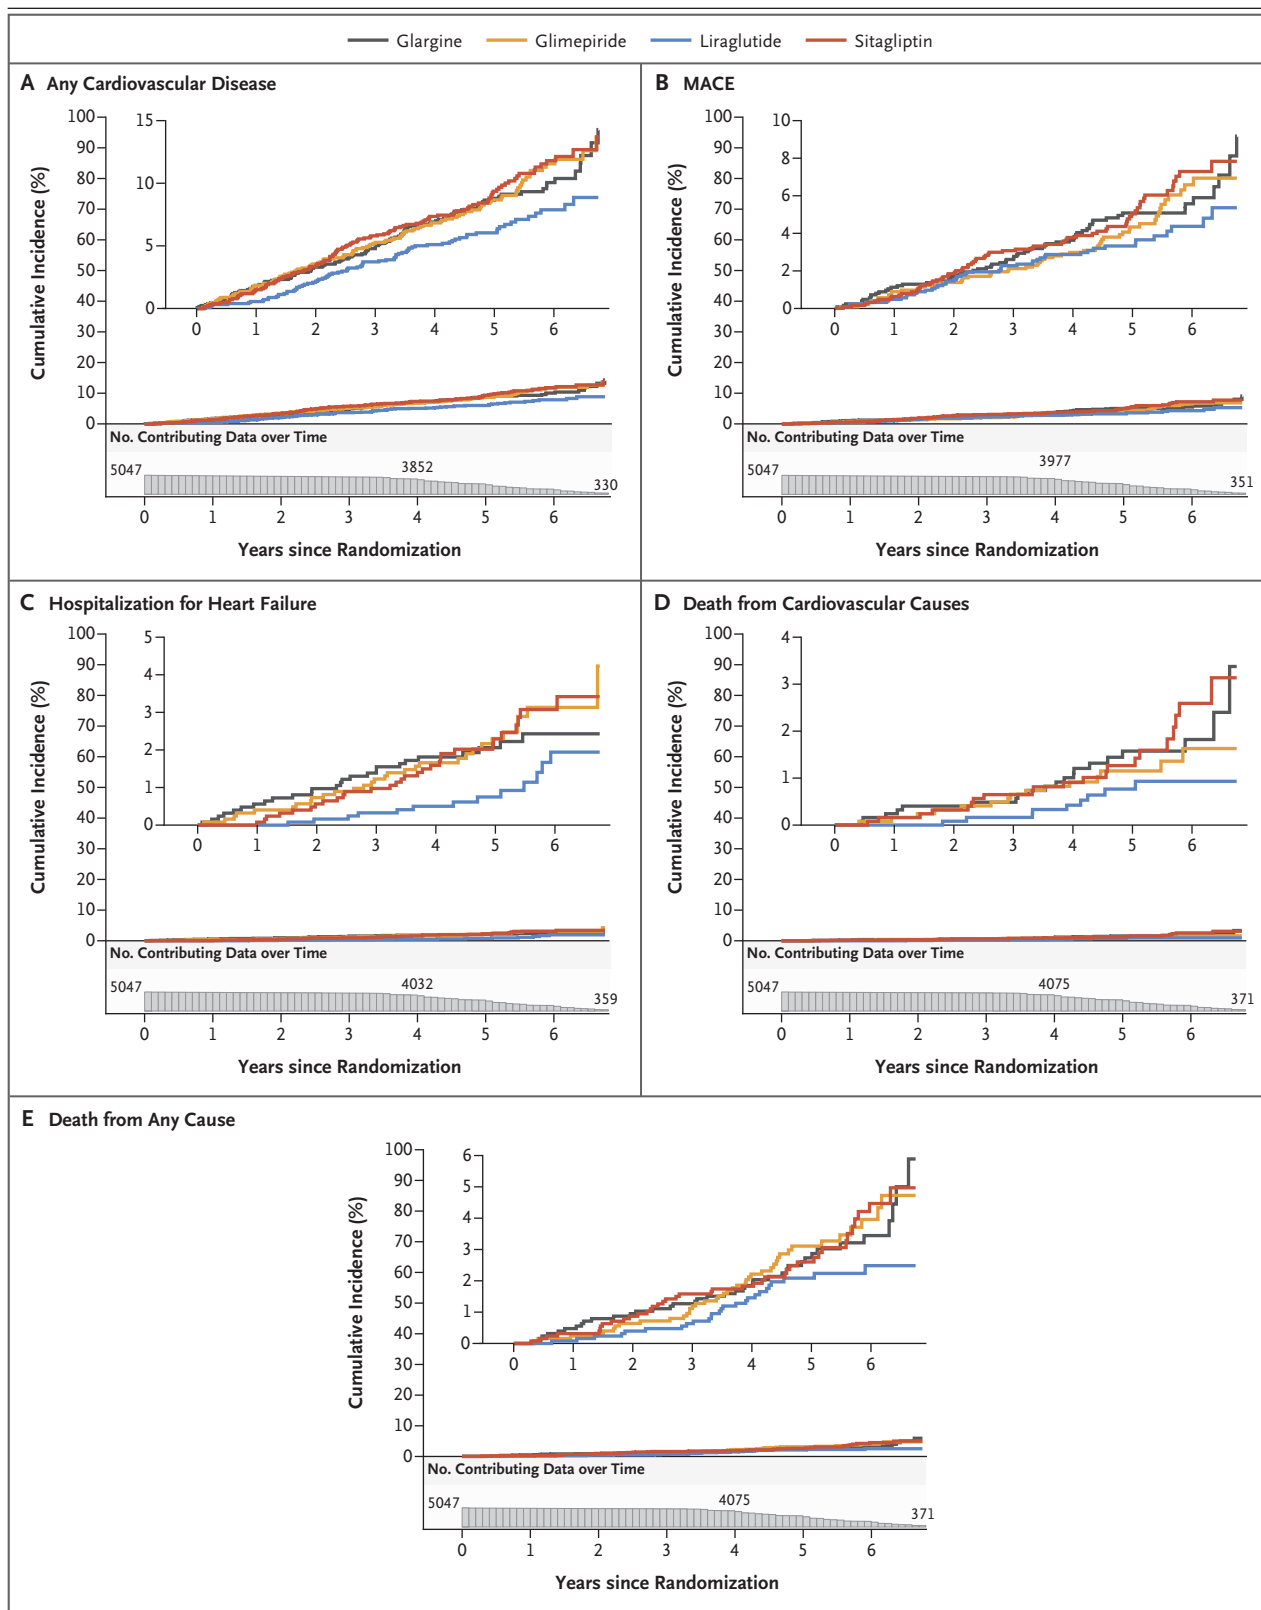 Glargine Glimepiride Liraglutide Sitagliptin
A Any Cardiovascular Disease
Cumulative Incidence (%)
100
90
80
70
60
50
40
30
20
10
0
15
10
5
0
0 1 2 3 4 5 6
No. Contributing Data over Time
5047 3852 330
0 1 2 3 4 5 6
Years since Randomization
B MACE
Cumulative Incidence (%)
100
90
80
70
60
50
40
30
20
10
0
10
8
6
4
2
0
0 1 2 3 4 5 6
No. Contributing Data over Time
5047 3977 351
0 1 2 3 4 5 6
Years since Randomization
C Hospitalization for Heart Failure
Cumulative Incidence (%)
100
90
80
70
60
50
40
30
20
10
0
5
4
3
2
1
0
0 1 2 3 4 5 6
No. Contributing Data over Time
5047 4032 359
0 1 2 3 4 5 6
Years since Randomization
D Death from Cardiovascular Causes
Cumulative Incidence (%)
100
90
80
70
60
50
40
30
20
10
0
4
3
2
1
0
0 1 2 3 4 5 6
No. Contributing Data over Time
5047 4075 371
0 1 2 3 4 5 6
Years since Randomization
E Death from Any Cause
Cumulative Incidence (%)
100
90
80
70
60
50
40
30
20
10
0
6
5
4
3
2
1
0
0 1 2 3 4 5 6
No. Contributing Data over Time
5047 4075 371
0 1 2 3 4 5 6
Years since Randomization